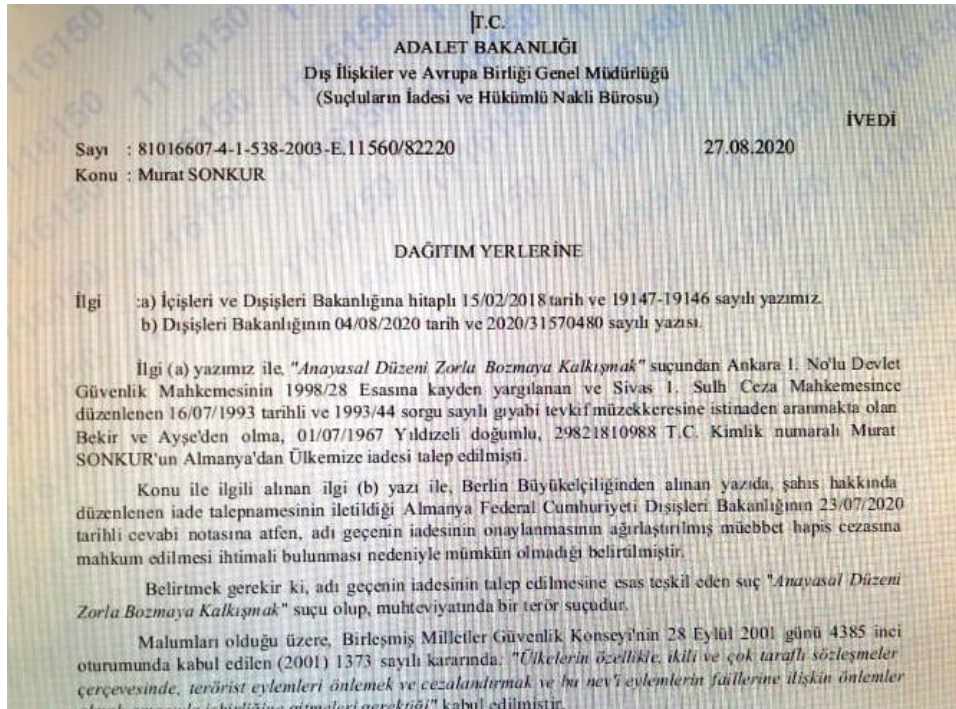 T.C.
ADALET BAKANLIĞI
Dış İlişkiler ve Avrupa Birliği Genel Müdürlüğü
(Suçluların İadesi ve Hükümlü Nakli Bürosu)
İVEDİ
Sayı : 81016607-4-1-538-2003-E.11560/82220 27.08.2020
Konu : Murat SONKUR
DAĞITIM YERLERİNE
İlgi :a) İçişleri ve Dışişleri Bakanlığına hitaplı 15/02/2018 tarih ve 19147-19146 sayılı yazımız.
b) Dışişleri Bakanlığının 04/08/2020 tarih ve 2020/31570480 sayılı yazısı.
İlgi (a) yazımız ile, "Anayasal Düzeni Zorla Bozmaya Kalkışmak" suçundan Ankara 1. No'lu Devlet
Güvenlik Mahkemesinin 1998/28 Esasına kayden yargılanan ve Sivas 1. Sulh Ceza Mahkemesince
düzenlenen 16/07/1993 tarihli ve 1993/44 sorgu sayılı gıyabi tevkif müzekkeresine istinaden aranmakta olan
Bekir ve Ayşe'den olma, 01/07/1967 Yıldızeli doğumlu, 29821810988 T.C. Kimlik numaralı Murat
SONKUR'un Almanya'dan Ülkemize iadesi talep edilmişti.
Konu ile ilgili alınan ilgi (b) yazı ile, Berlin Büyükelçiliğinden alınan yazıda, şahıs hakkında
düzenlenen iade talepnamesinin iletildiği Almanya Federal Cumhuriyeti Dışişleri Bakanlığının 23/07/2020
tarihli cevabi notasına atfen, adı geçenin iadesinin onaylanmasının ağırlaştırılmış müebbet hapis cezasına
mahkum edilmesi ihtimali bulunması nedeniyle mümkün olmadığı belirtilmiştir.
Belirtmek gerekir ki, adı geçenin iadesinin talep edilmesine esas teşkil eden suç "Anayasal Düzeni
Zorla Bozmaya Kalkışmak" suçu olup, muhteviyatında bir terör suçudur.
Malumları olduğu üzere, Birleşmiş Milletler Güvenlik Konseyi'nin 28 Eylül 2001 günü 4385 inci
oturumunda kabul edilen (2001) 1373 sayılı kararında; "Ülkelerin özellikle, ikili ve çok taraflı sözleşmeler
çerçevesinde, terörist eylemleri önlemek ve cezalandırmak ve bu nev'i eylemlerin faillerine ilişkin önlemler
işbirliğine gitmeleri gerektiği" kabul edilmiştir.